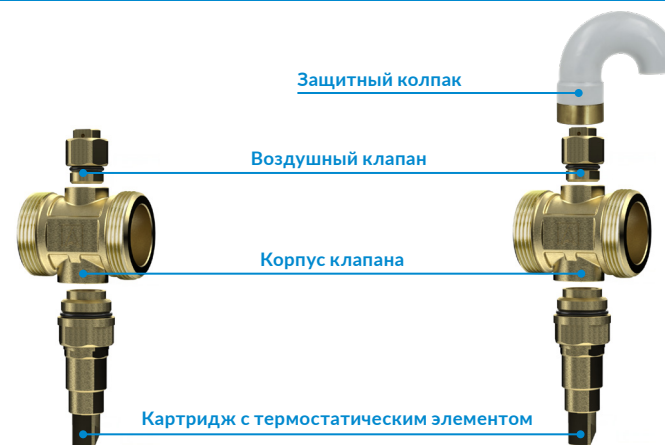 Защитный колпак
Воздушный клапан
Корпус клапана
Картридж с термостатическим элементом